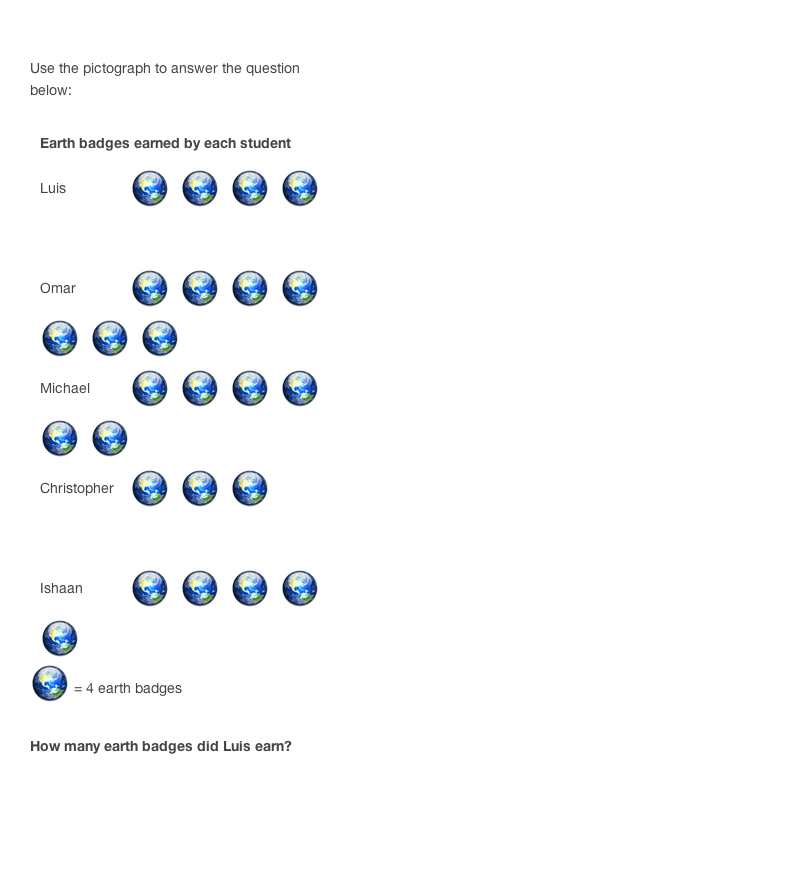 Use the pictograph to answer the question
below:
Earth badges earned by each student
Luis
Omar
Michael
Christopher
Ishaan
= 4 earth badges
How many earth badges did Luis earn?